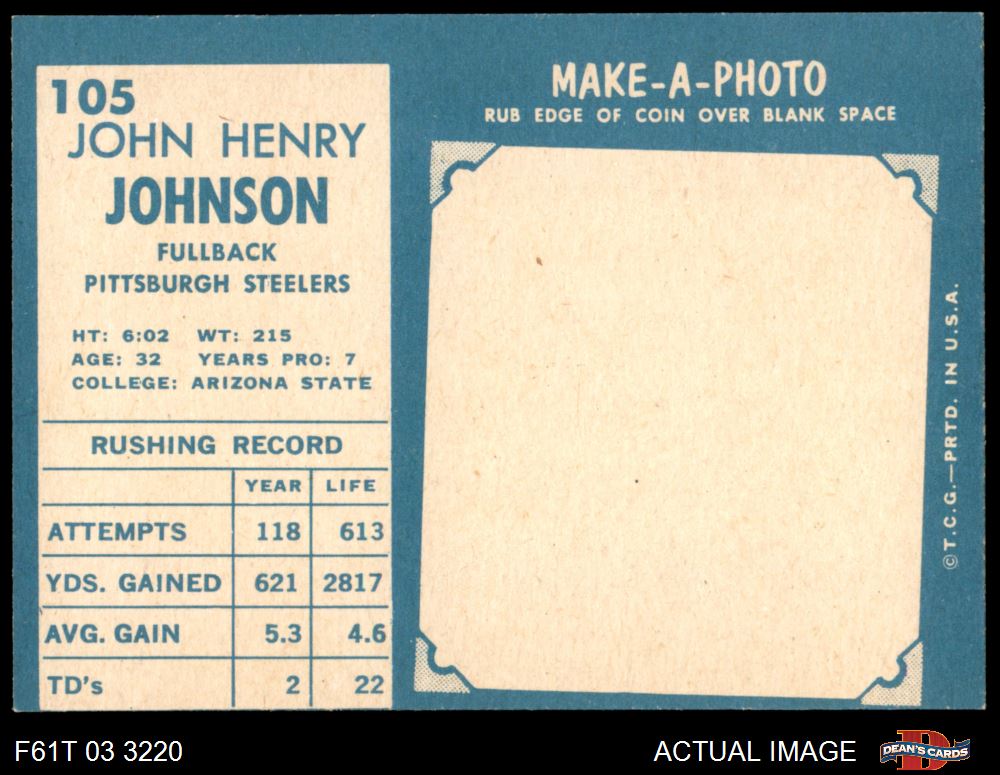 105
JOHN HENRY
JOHNSON
FULLBACK
PITTSBURGH STEELERS
HT: 6:02 WT: 215
AGE: 32 YEARS PRO: 7
COLLEGE: ARIZONA STATE
RUSHING RECORD
YEAR LIFE
ATTEMPTS 118 613
YDS. GAINED 621 2817
AVG. GAIN 5.3 4.6
TD's 2 22
MAKE-A-PHOTO
RUB EDGE OF COIN OVER BLANK SPACE
©T.C.G.—PRTD. IN U.S.A.
F61T 03 3220
ACTUAL IMAGE
D
DEAN'S CARDS